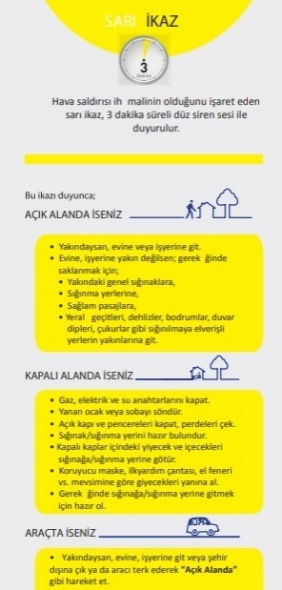 SARI İKAZ
3
Hava saldırısı ih malinin olduğunu işaret eden
sarı ikaz, 3 dakika süreli düz siren sesi ile
duyurulur.
Bu ikazı duyunca;
AÇIK ALANDA İSENİZ
• Yakındaysan, evine veya işyerine git.
• Evine, işyerine yakın değilsen; gerek ğinde
saklanmak için;
• Yakındaki genel sığınaklara,
• Sığınma yerlerine,
• Sağlam pasajlara,
• Yeral geçitleri, dehlizler, bodrumlar, duvar
dipleri, çukurlar gibi sığınılmaya elverişli
yerlerin yakınlarına git.
KAPALI ALANDA İSENİZ
• Gaz, elektrik ve su anahtarlarını kapat.
• Yanan ocak veya sobayı söndür.
• Açık kapı ve pencereleri kapat, perdeleri çek.
• Sığınak/sığınma yerini hazır bulundur.
• Kapalı kaplar içindeki yiyecek ve içecekleri
sığınağa/sığınma yerine götür.
• Koruyucu maske, ilkyardım çantası, el feneri
vs. mevsimine göre giyecekleri yanına al.
• Gerek ğinde sığınağa/sığınma yerine gitmek
için hazır ol.
ARAÇTA İSENİZ
• Yakındaysan, evine, işyerine git veya şehir
dışına çık ya da aracı terk ederek "Açık Alanda"
gibi hareket et.